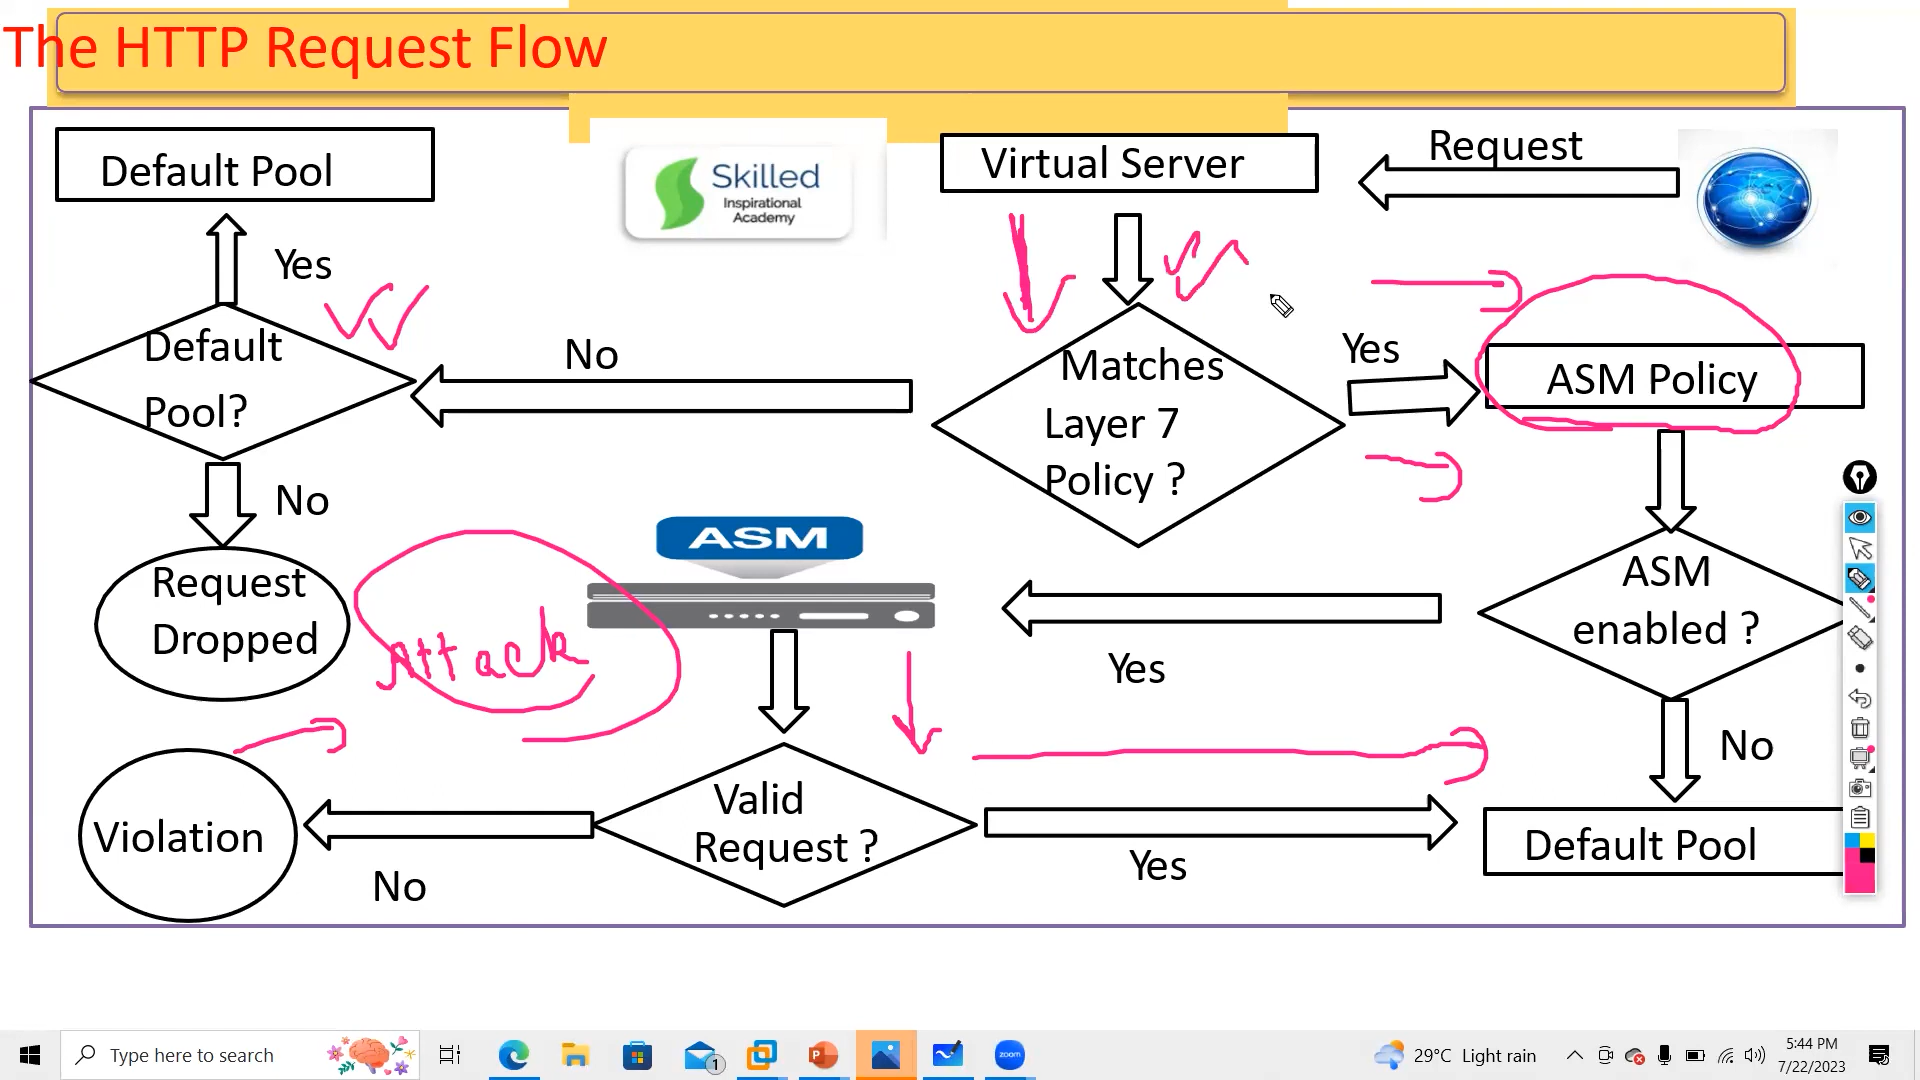 The HTTP Request Flow
Default Pool
Skilled
Inspirational
Academy
Virtual Server
Request
Yes
Default
Pool?
No
Matches
Layer 7
Policy ?
Yes
ASM Policy
No
Request
Dropped
Attack
ASM
ASM
enabled ?
Yes
No
Violation
No
Valid
Request ?
Yes
Default Pool
Type here to search
1
P
zoom
29°C Light rain
5:44 PM
7/22/2023